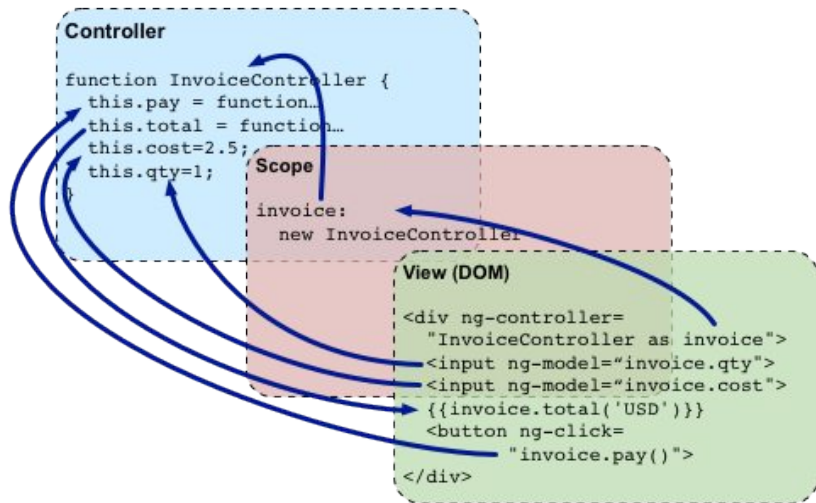 Controller
function InvoiceController {
  this.pay = function…
  this.total = function…
  this.cost=2.5;
  this.qty=1;
}
Scope
invoice:
  new InvoiceController
View (DOM)
<div ng-controller=
  "InvoiceController as invoice">
  <input ng-model=“invoice.qty">
  <input ng-model=“invoice.cost">
  {{invoice.total('USD')}}
  <button ng-click=
         "invoice.pay()">
</div>